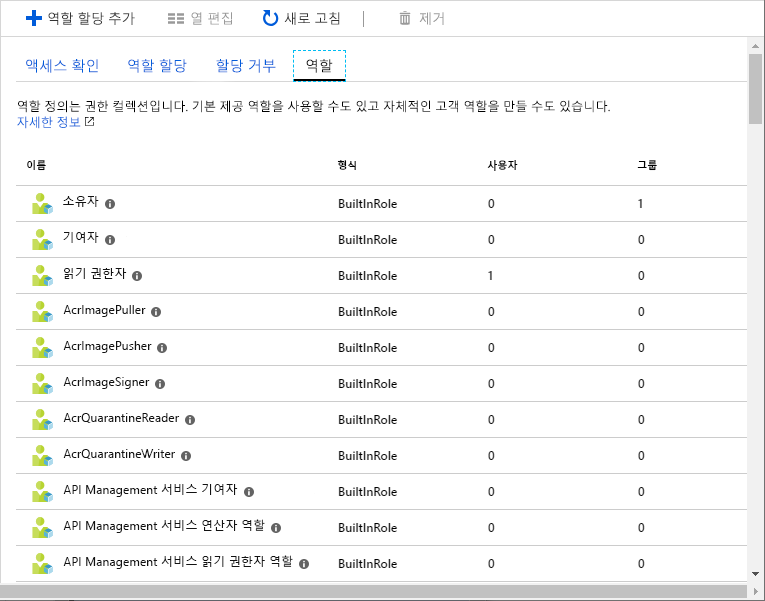 역할 할당 추가 열 편집 새로 고침 제거
액세스 확인 역할 할당 할당 거부 역할
역할 정의는 권한 컬렉션입니다. 기본 제공 역할을 사용할 수도 있고 자체적인 고객 역할을 만들 수도 있습니다.
자세한 정보
이름 형식 사용자 그룹
소유자 BuiltInRole 0 1
기여자 BuiltInRole 0 0
읽기 권한자 BuiltInRole 1 0
AcrImagePuller BuiltInRole 0 0
AcrImagePusher BuiltInRole 0 0
AcrImageSigner BuiltInRole 0 0
AcrQuarantineReader BuiltInRole 0 0
AcrQuarantineWriter BuiltInRole 0 0
API Management 서비스 기여자 BuiltInRole 0 0
API Management 서비스 연산자 역할 BuiltInRole 0 0
API Management 서비스 읽기 권한자 역할 BuiltInRole 0 0